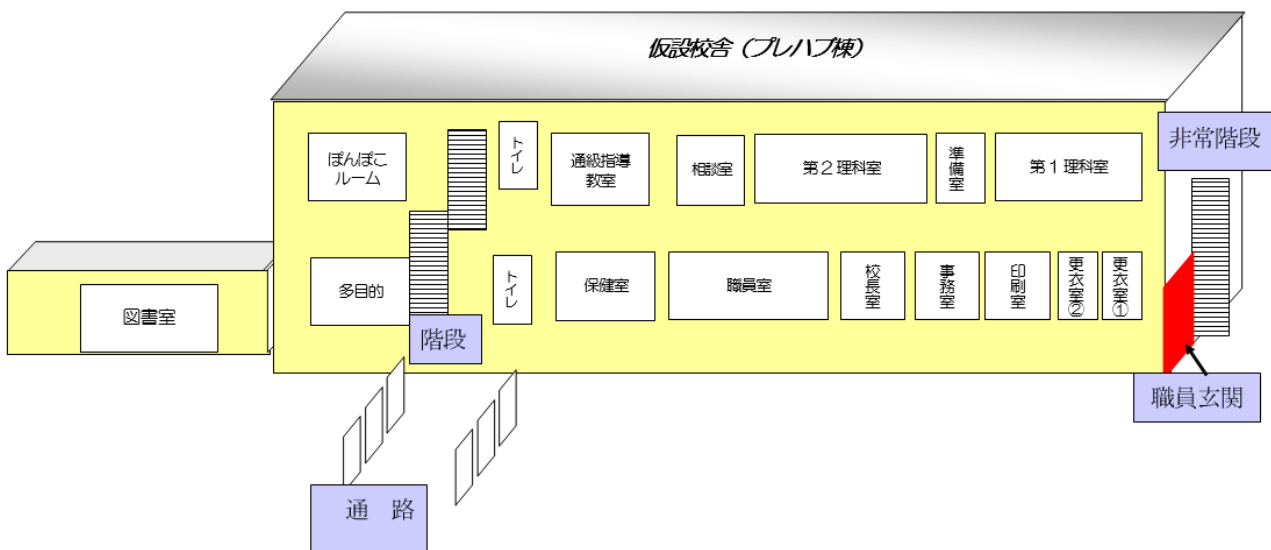 仮設校舎（プレハブ棟）
非常階段
ぽんぽこ
ルーム
トイレ
通級指導
教室
相談室
第２理科室
準備室
第１理科室
図書室
多目的
階段
トイレ
保健室
職員室
校長室
事務室
印刷室
更衣室②
更衣室①
職員玄関
通　路